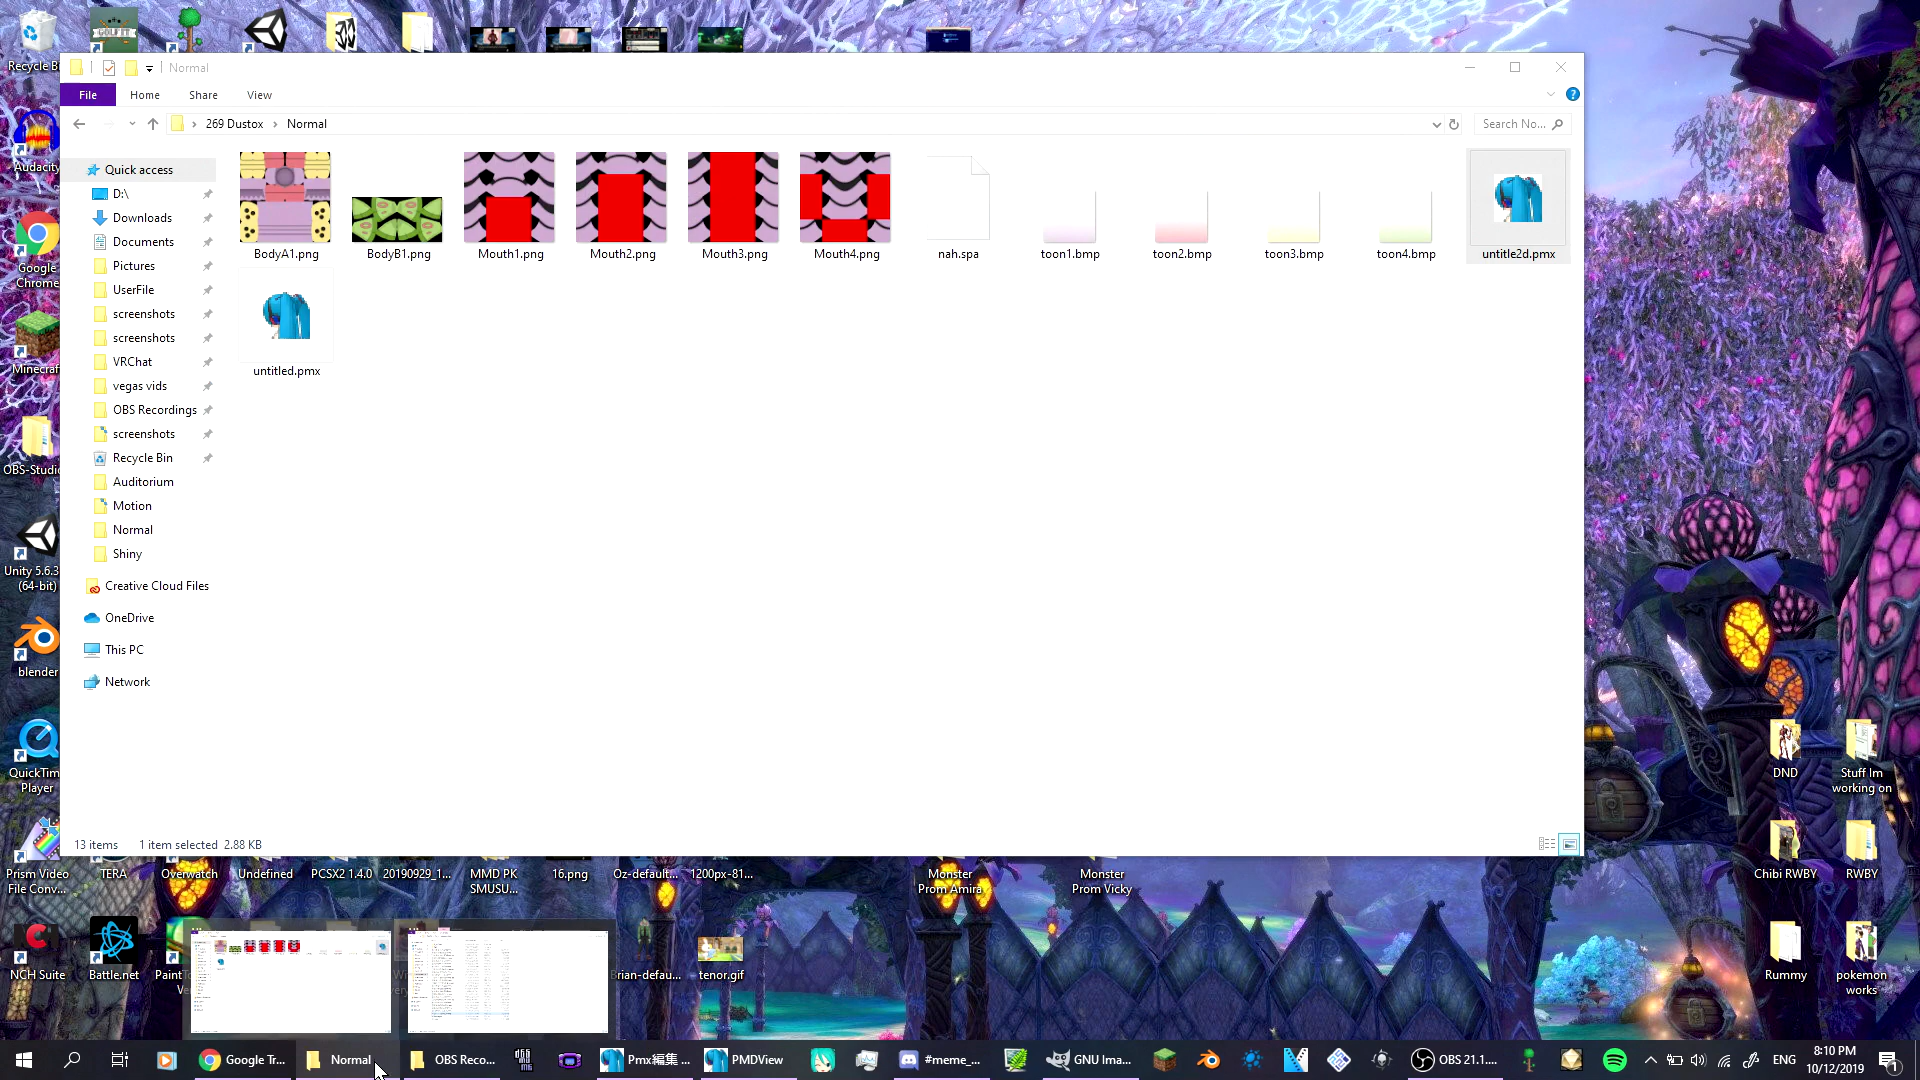 Recycle Bi
Normal
File
Home
Share
View
269 Dustox
Normal
Search No...
Quick access
D:\
Downloads
Documents
Pictures
UserFile
screenshots
screenshots
VRChat
vegas vids
OBS Recordings
screenshots
Recycle Bin
Auditorium
Motion
Normal
Shiny
Creative Cloud Files
OneDrive
This PC
Network
BodyA1.png
BodyB1.png
Mouth1.png
Mouth2.png
Mouth3.png
Mouth4.png
nah.spa
toon1.bmp
toon2.bmp
toon3.bmp
toon4.bmp
untitle2d.pmx
untitled.pmx
13 items
1 item selected 2.88 KB
Audacity
Google
Chrome
Minecraf
OBS-Studi
Unity 5.6.3
(64-bit)
blender
QuickTim
Player
Prism Video
File Conv...
TERA
Overwatch
Undefined
PCSX2 1.4.0
20190929_1...
MMD PK
SMUSU...
16.png
Oz-default...
1200px-81...
Monster
Prom Amira
Monster
Prom Vicky
DND
Stuff Im
working on
Chibi RWBY
RWBY
NCH Suite
Battle.net
PaintTo
Ve
Brian-defau...
tenor.gif
Rummy
pokemon
works
Google Tr...
Normal
OBS Reco...
Pmx編集 ...
PMDView
#meme_...
GNU Ima...
OBS 21.1....
ENG
8:10 PM
10/12/2019
1